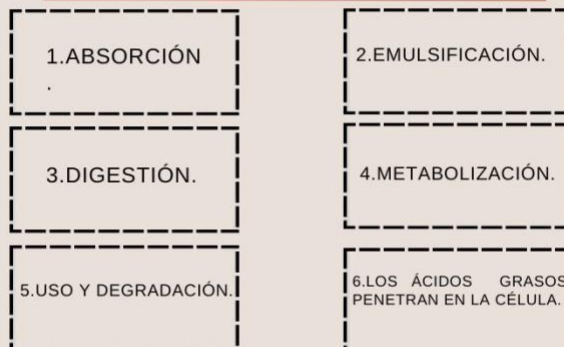 1.ABSORCIÓN
.
2.EMULSIFICACIÓN.
3.DIGESTIÓN.
4.METABOLIZACIÓN.
5.USO Y DEGRADACIÓN.
6.LOS ÁCIDOS GRASOS
PENETRAN EN LA CÉLULA.